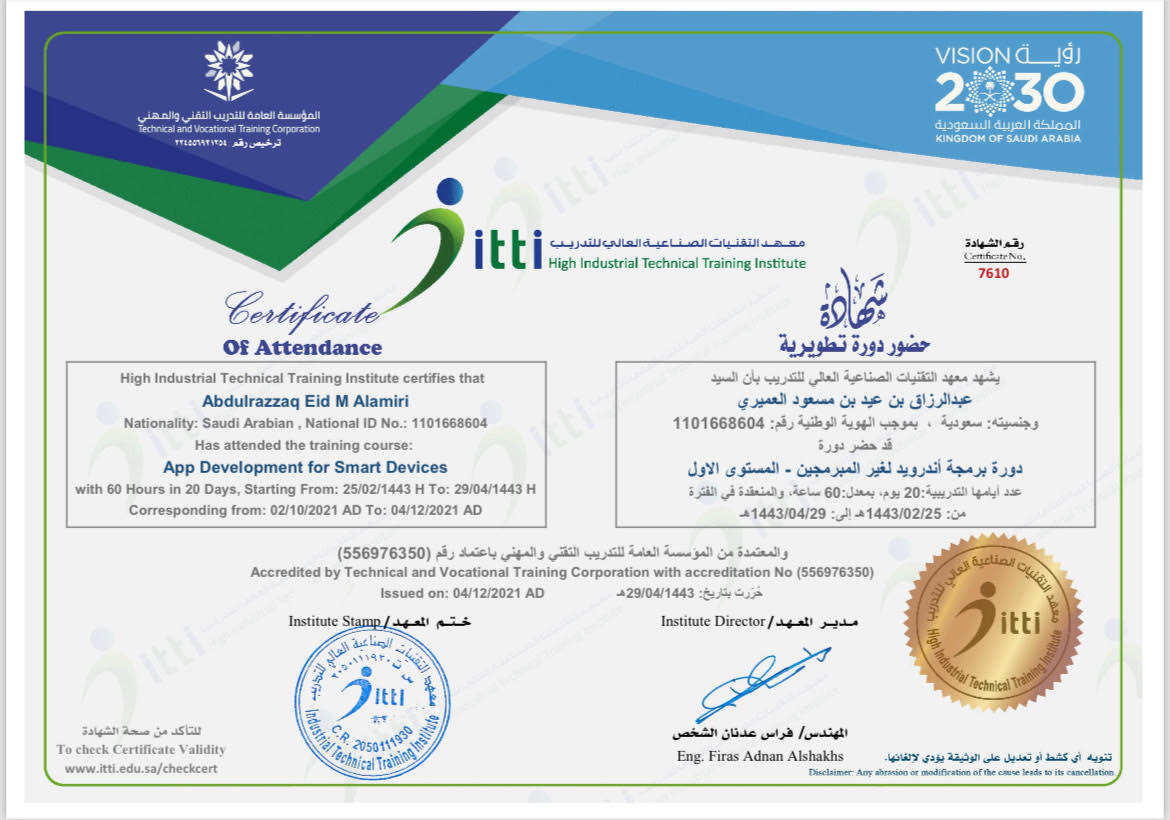 المؤسسة العامة للتدريب التقني والمهني
Technical and Vocational Training Corporation
ترخيص رقم ٢٢٤٥٥٦٩٢١٢٥٤
VISION رؤيــة
2030
المملكة العربية السعودية
KINGDOM OF SAUDI ARABIA
itti
معهد التقنيات الصناعية العالي للتدريب
High Industrial Technical Training Institute
رقم الشهادة
Certificate No.
7610
Certificate
Of Attendance
شهادة
حضور دورة تطويرية
High Industrial Technical Training Institute certifies that
Abdulrazzaq Eid M Alamiri
Nationality: Saudi Arabian , National ID No.: 1101668604
Has attended the training course:
App Development for Smart Devices
with 60 Hours in 20 Days, Starting From: 25/02/1443 H To: 29/04/1443 H
Corresponding from: 02/10/2021 AD To: 04/12/2021 AD
يشهد معهد التقنيات الصناعية العالي للتدريب بأن السيد
عبدالرزاق بن عيد بن مسعود العميري
وجنسيته: سعودية ، بموجب الهوية الوطنية رقم: 1101668604
قد حضر دورة
دورة برمجة أندرويد لغير المبرمجين - المستوى الاول
عدد أيامها التدريبية:20 يوم، بمعدل:60 ساعة، والمنعقدة في الفترة
من: 1443/02/25هـ إلى: 1443/04/29هـ
والمعتمدة من المؤسسة العامة للتدريب التقني والمهني باعتماد رقم (556976350)
Accredited by Technical and Vocational Training Corporation with accreditation No (556976350)
Issued on: 04/12/2021 AD
حُررت بتاريخ: 29/04/1443هـ
Institute Stamp/ختم المعهد
Institute Director/مدير المعهد
معهد التقنيات الصناعية العالي للتدريب
س ت ٢٠٥٠١١١٩٣٠
itti
C.R. 2050111930
Industrial Technical Training Institute
المهندس/ فراس عدنان الشخص
Eng. Firas Adnan Alshakhs
معهد التقنيات الصناعية العالي للتدريب
itti
High Industrial Technical Training Institute
للتأكد من صحة الشهادة
To check Certificate Validity
www.itti.edu.sa/checkcert
تنويه أي كشط أو تعديل على الوثيقة يؤدي لإلغائها.
Disclaimer: Any abrasion or modification of the cause leads to its cancellation.